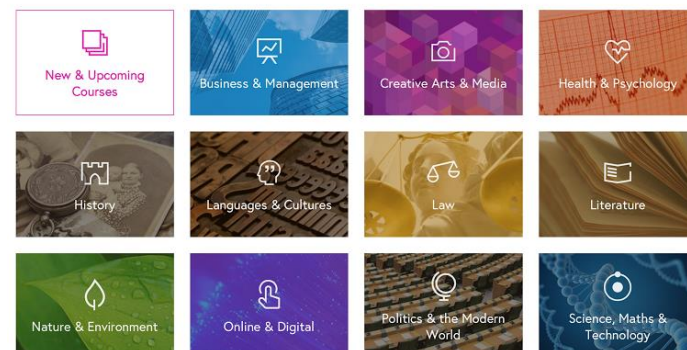 New & Upcoming
Courses
Business & Management
Creative Arts & Media
Health & Psychology
History
Languages & Cultures
Law
Literature
Nature & Environment
Online & Digital
Politics & the Modern
World
Science, Maths &
Technology